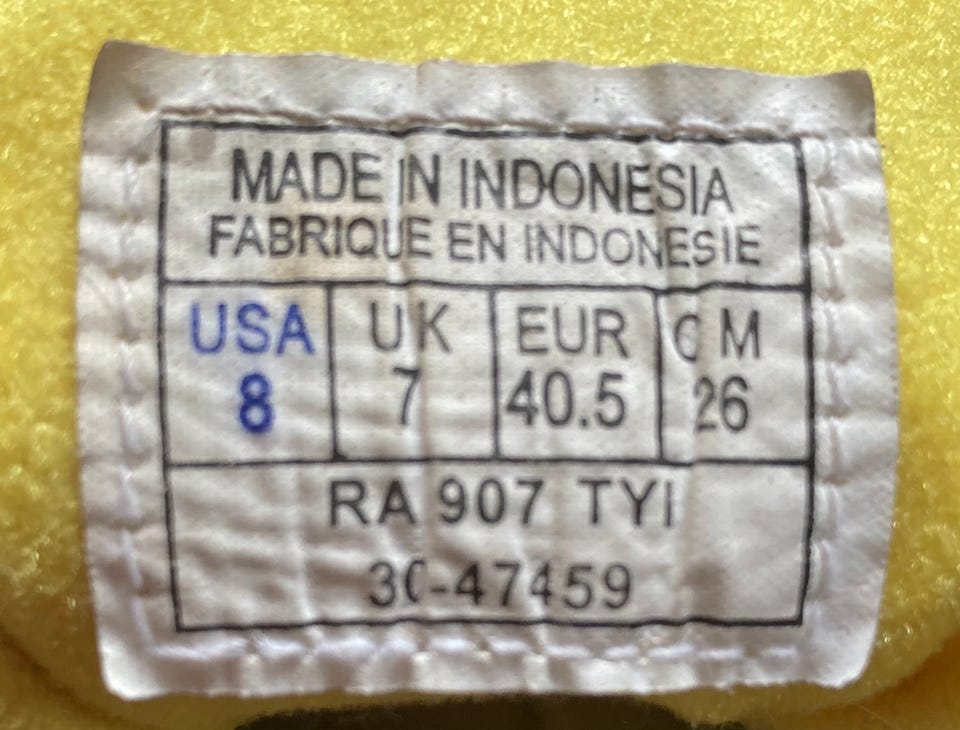 MADE IN INDONESIA
FABRIQUE EN INDONESIE
USA UK EUR CM
8 7 40.5 26
RA 907 TYI
30-47459